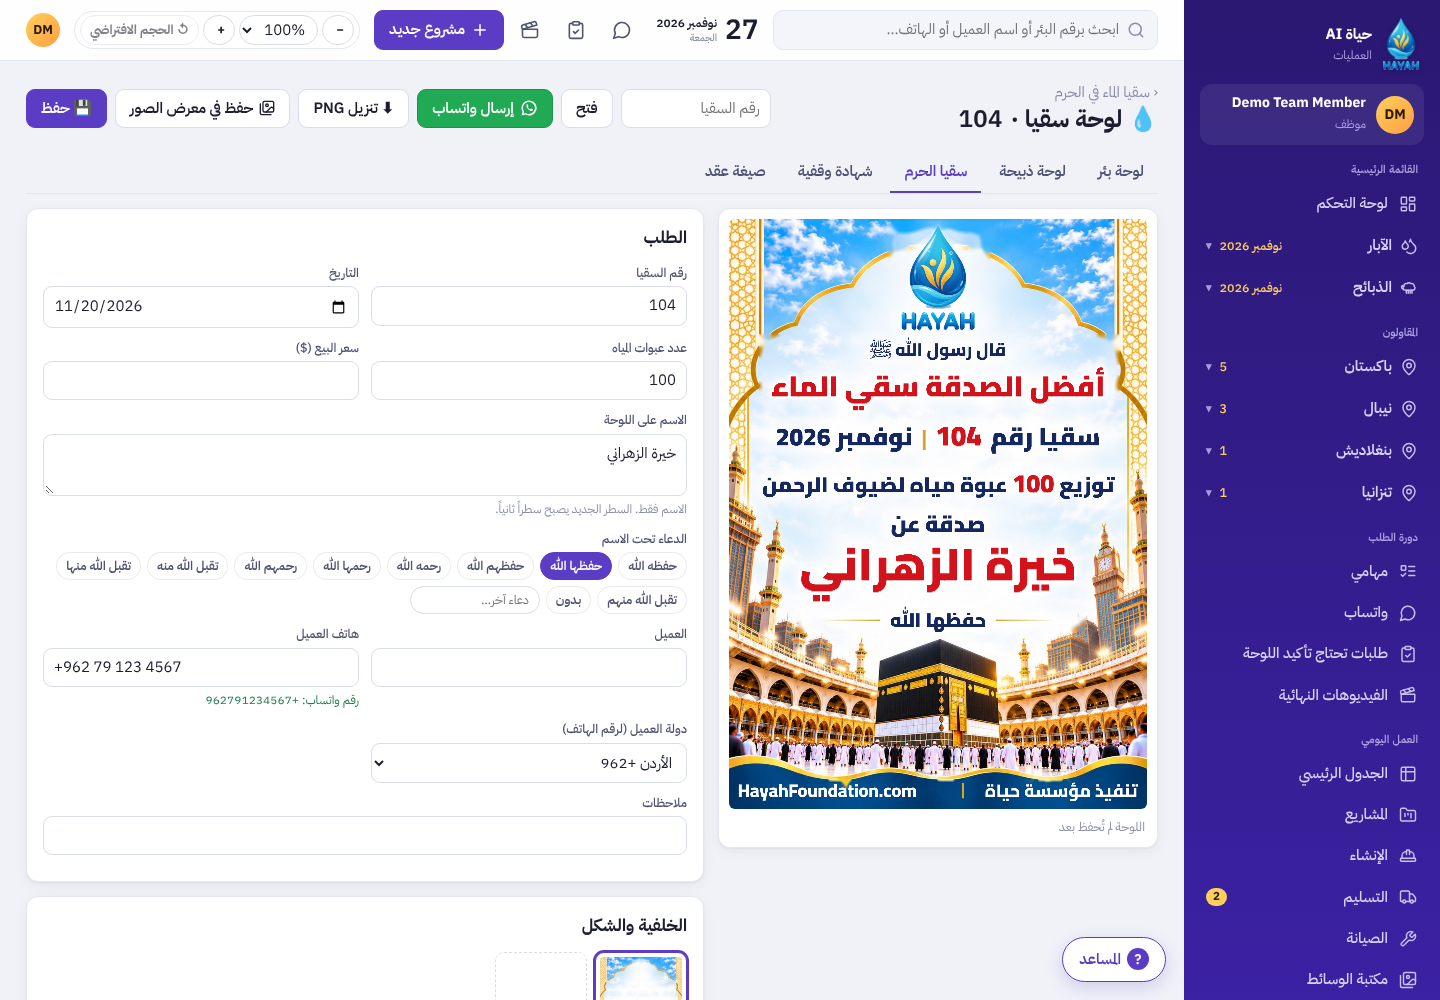 حياة AI
العمليات
HAYAH
DM
Demo Team Member
موظف
القائمة الرئيسية
لوحة التحكم
الآبار
نوفمبر 2026
الذبائح
نوفمبر 2026
المقاولون
باكستان
5
نيبال
3
بنغلاديش
1
تنزانيا
1
دورة الطلب
مهامي
واتساب
طلبات تحتاج تأكيد اللوحة
الفيديوهات النهائية
العمل اليومي
الجدول الرئيسي
المشاريع
الإنشاء
التسليم
2
الصيانة
مكتبة الوسائط
ابحث برقم البئر أو اسم العميل أو الهاتف...
27
نوفمبر 2026
الجمعة
+ مشروع جديد
−
100%
+
↺ الحجم الافتراضي
DM
› سقيا الماء في الحرم
💧 لوحة سقيا · 104
رقم السقيا
فتح
إرسال واتساب
⬇ تنزيل PNG
حفظ في معرض الصور
💾 حفظ
لوحة بئر
لوحة ذبيحة
سقيا الحرم
شهادة وقفية
صيغة عقد
HAYAH
قال رسول الله ﷺ
أفضل الصدقة سقي الماء
سقيا رقم 104 | نوفمبر 2026
توزيع 100 عبوة مياه لضيوف الرحمن
صدقة عن
خيرة الزهراني
حفظها الله
تنفيذ مؤسسة حياة | HayahFoundation.com
اللوحة لم تُحفظ بعد
الطلب
رقم السقيا
104
التاريخ
11/20/2026
عدد عبوات المياه
100
سعر البيع ($)
الاسم على اللوحة
خيرة الزهراني
الاسم فقط. السطر الجديد يصبح سطراً ثانياً.
الدعاء تحت الاسم
حفظه الله
حفظها الله
حفظهم الله
رحمه الله
رحمها الله
رحمهم الله
تقبل الله منه
تقبل الله منها
تقبل الله منهم
بدون
دعاء آخر...
العميل
هاتف العميل
+962 79 123 4567
رقم واتساب: +962791234567
دولة العميل (لرقم الهاتف)
الأردن +962
ملاحظات
الخلفية والشكل
? المساعد